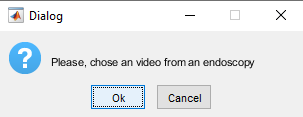 Dialog
Please, chose an video from an endoscopy
Ok Cancel